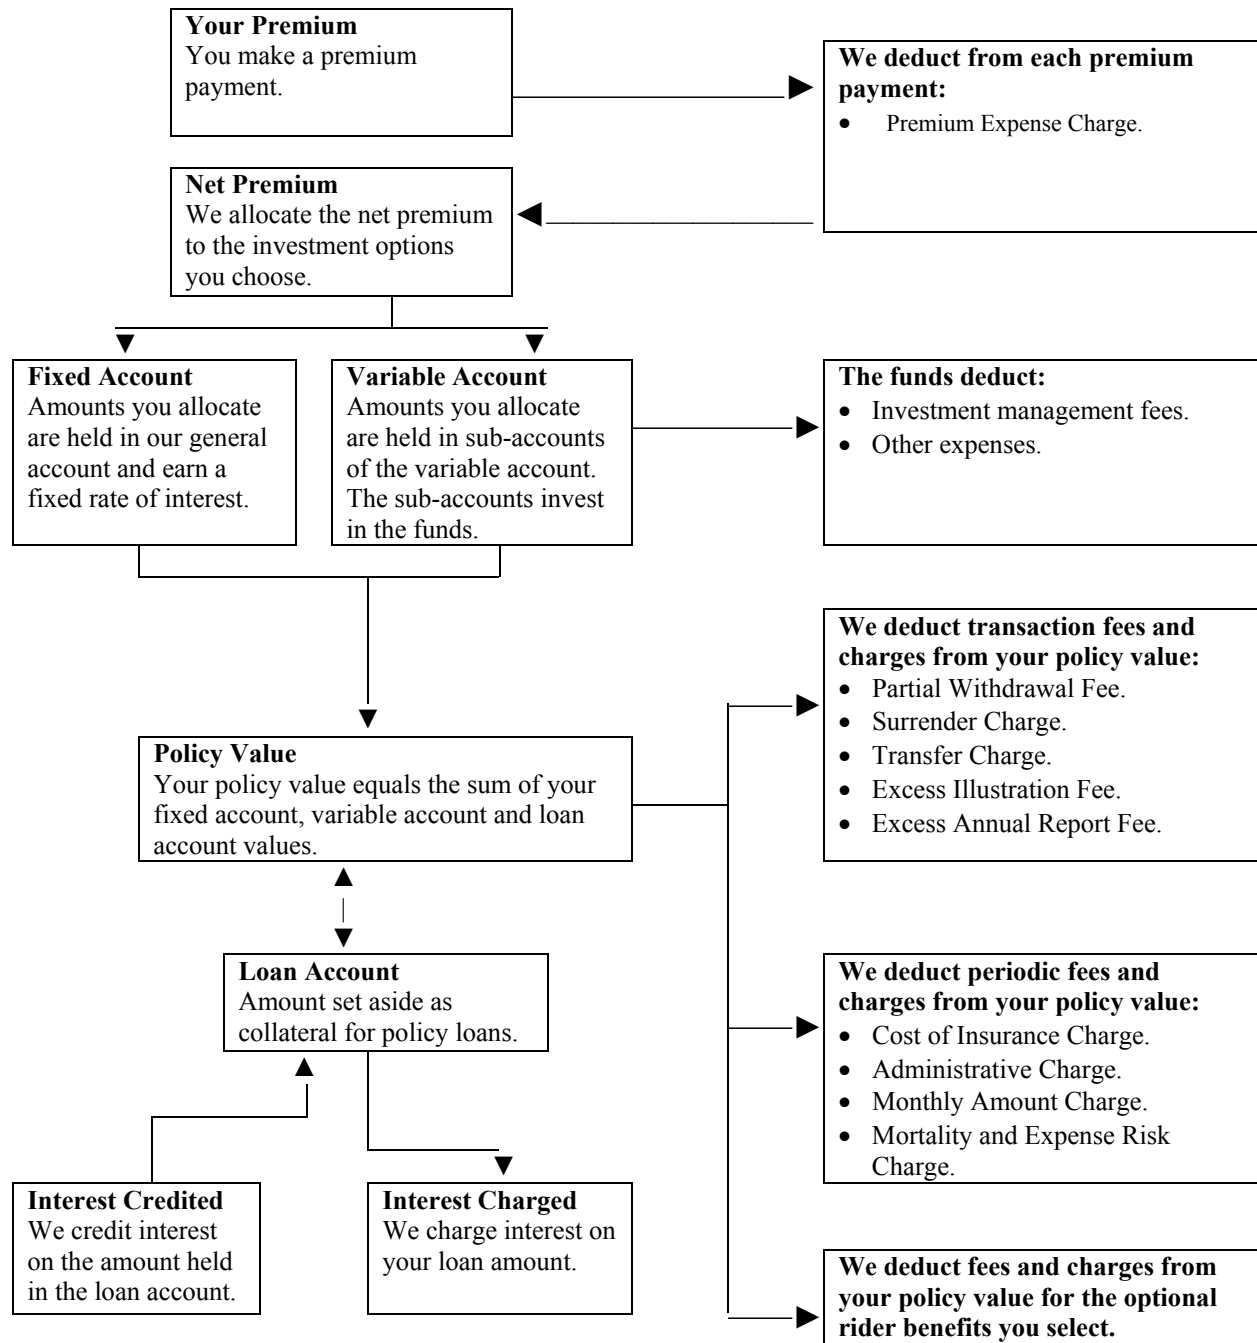 Your Premium
You make a premium
payment.
We deduct from each premium
payment:
• Premium Expense Charge.
Net Premium
We allocate the net premium
to the investment options
you choose.
Fixed Account
Amounts you allocate
are held in our general
account and earn a
fixed rate of interest.
Variable Account
Amounts you allocate
are held in sub-accounts
of the variable account.
The sub-accounts invest
in the funds.
The funds deduct:
• Investment management fees.
• Other expenses.
We deduct transaction fees and
charges from your policy value:
• Partial Withdrawal Fee.
• Surrender Charge.
• Transfer Charge.
• Excess Illustration Fee.
• Excess Annual Report Fee.
Policy Value
Your policy value equals the sum of your
fixed account, variable account and loan
account values.
Loan Account
Amount set aside as
collateral for policy loans.
We deduct periodic fees and
charges from your policy value:
• Cost of Insurance Charge.
• Administrative Charge.
• Monthly Amount Charge.
• Mortality and Expense Risk
Charge.
Interest Credited
We credit interest
on the amount held
in the loan account.
Interest Charged
We charge interest on
your loan amount.
We deduct fees and charges from
your policy value for the optional
rider benefits you select.